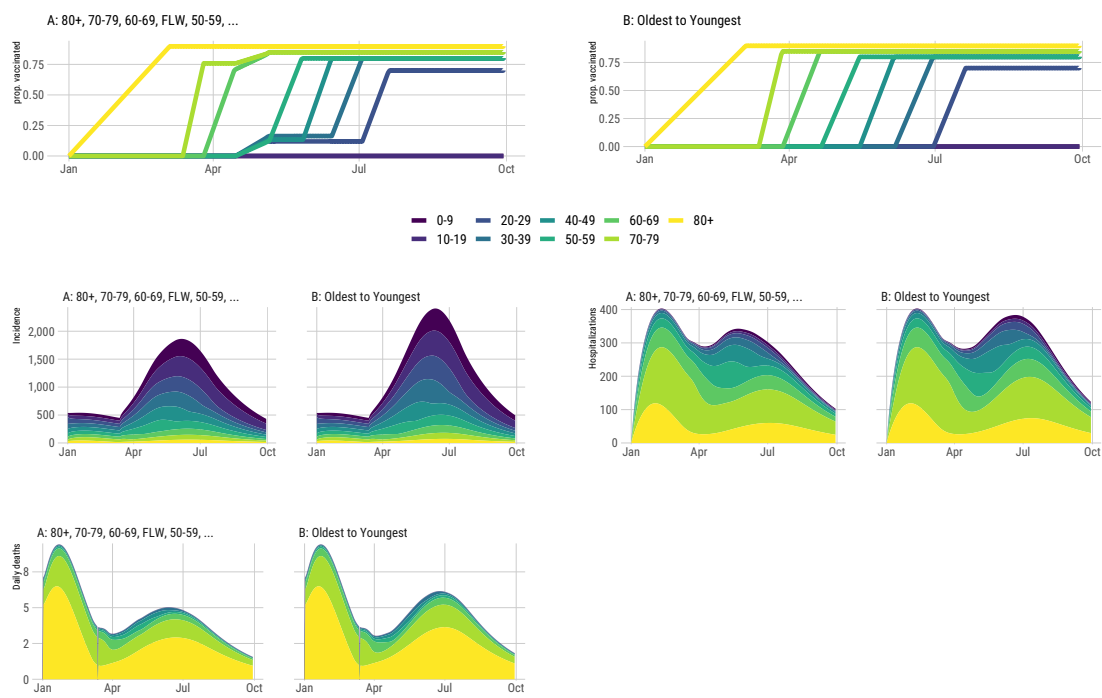 A: 80+, 70-79, 60-69, FLW, 50-59, ...
B: Oldest to Youngest
prop. vaccinated
0.75
0.50
0.25
0.00
Jan
Apr
Jul
Oct
prop. vaccinated
0.75
0.50
0.25
0.00
Jan
Apr
Jul
Oct
0-9
20-29
40-49
60-69
80+
10-19
30-39
50-59
70-79
A: 80+, 70-79, 60-69, FLW, 50-59, ...
B: Oldest to Youngest
Incidence
2,000
1,500
1,000
500
0
Jan
Apr
Jul
Oct
Jan
Apr
Jul
Oct
A: 80+, 70-79, 60-69, FLW, 50-59, ...
B: Oldest to Youngest
Hospitalizations
400
300
200
100
0
Jan
Apr
Jul
Oct
Jan
Apr
Jul
Oct
A: 80+, 70-79, 60-69, FLW, 50-59, ...
B: Oldest to Youngest
Daily deaths
8
5
2
0
Jan
Apr
Jul
Oct
Jan
Apr
Jul
Oct